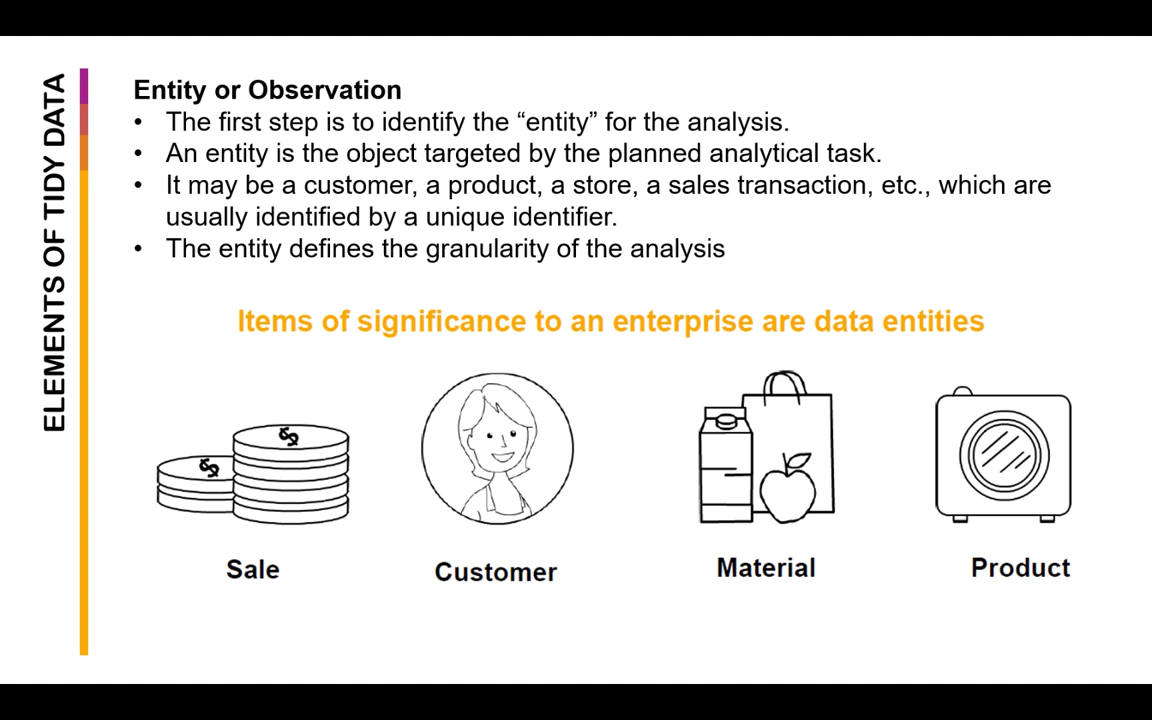 ELEMENTS OF TIDY DATA
Entity or Observation
• The first step is to identify the “entity” for the analysis.
• An entity is the object targeted by the planned analytical task.
• It may be a customer, a product, a store, a sales transaction, etc., which are
usually identified by a unique identifier.
• The entity defines the granularity of the analysis
Items of significance to an enterprise are data entities
$ $
Sale
Customer
Material
Product